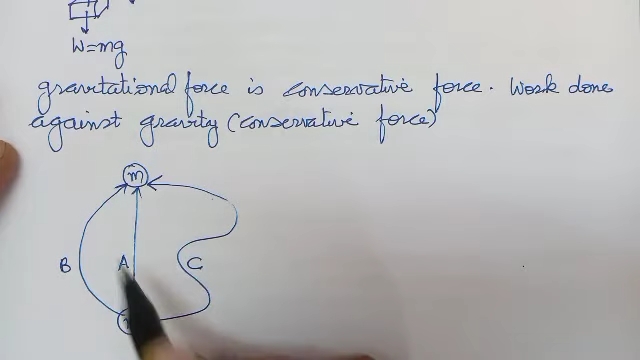 W=mg
gravitational force is conservative force. Work done
against gravity (conservative force)
m
B
A
C